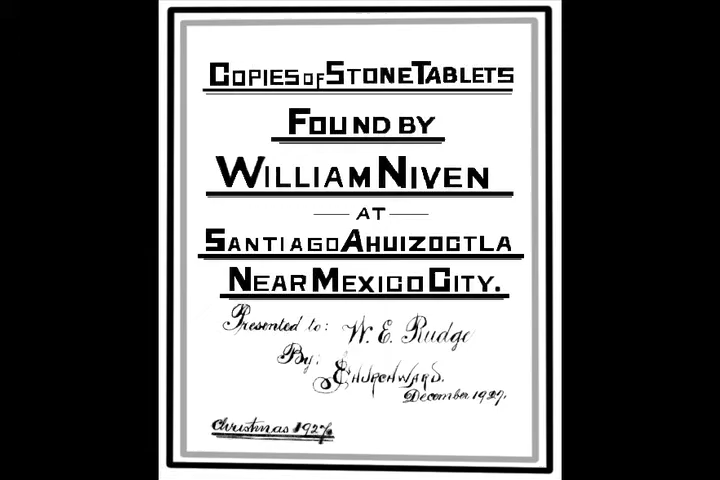 COPIES OF STONE TABLETS
FOUND BY
WILLIAM NIVEN
AT
SANTIAGO AHUIZOCTLA
NEAR MEXICO CITY.
Presented to: W. E. Rudge
By: CHURCHWARD.
December 1927.
Christmas 1927